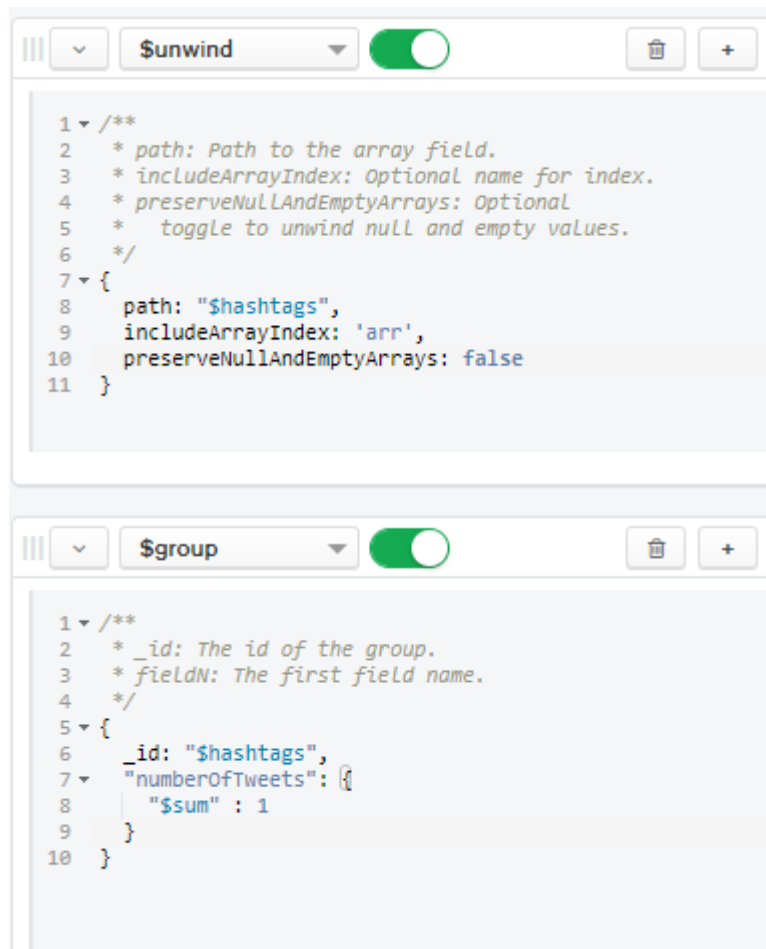 $unwind
+
1 /**
2 * path: Path to the array field.
3 * includeArrayIndex: Optional name for index.
4 * preserveNullAndEmptyArrays: Optional
5 *   toggle to unwind null and empty values.
6 */
7 {
8   path: "$hashtags",
9   includeArrayIndex: 'arr',
10   preserveNullAndEmptyArrays: false
11 }
$group
+
1 /**
2 * _id: The id of the group.
3 * fieldN: The first field name.
4 */
5 {
6   _id: "$hashtags",
7   "numberOfTweets": {
8     "$sum" : 1
9   }
10 }